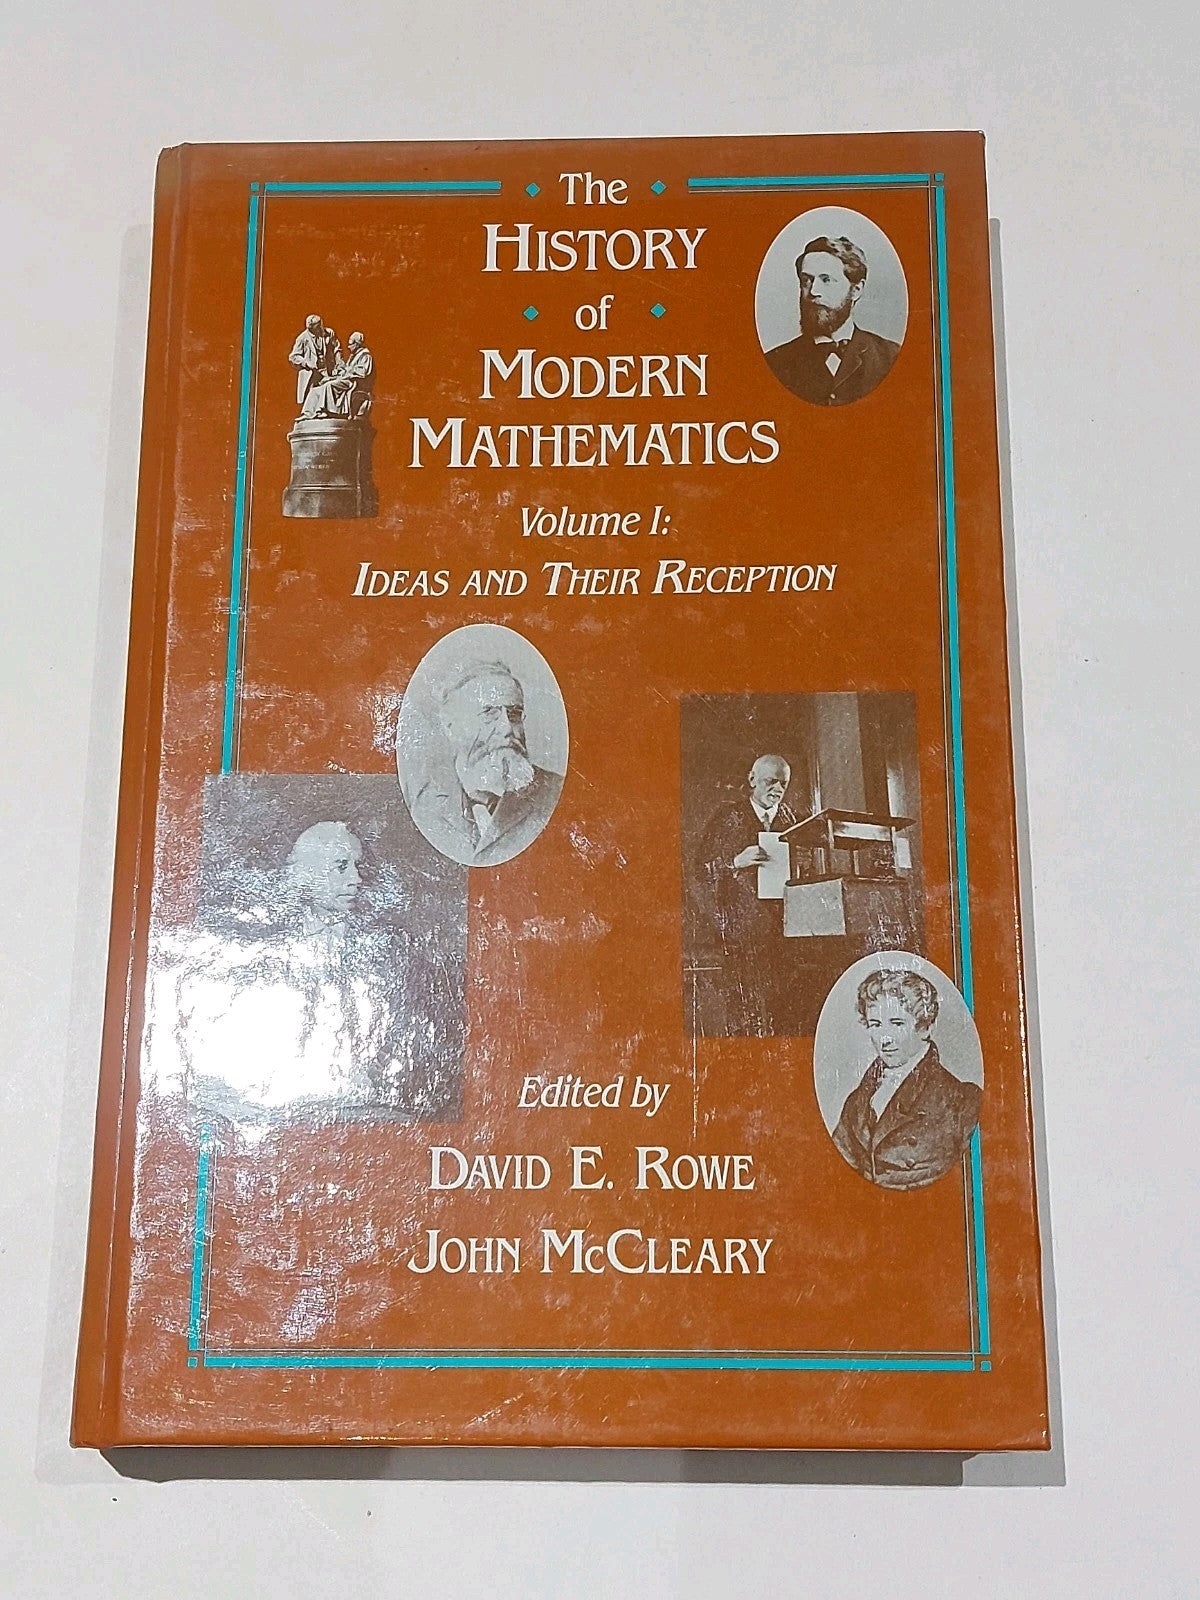 The
HISTORY
of
MODERN
MATHEMATICS
Volume I:
IDEAS AND THEIR RECEPTION
Edited by
DAVID E. ROWE
JOHN MCCLEARY